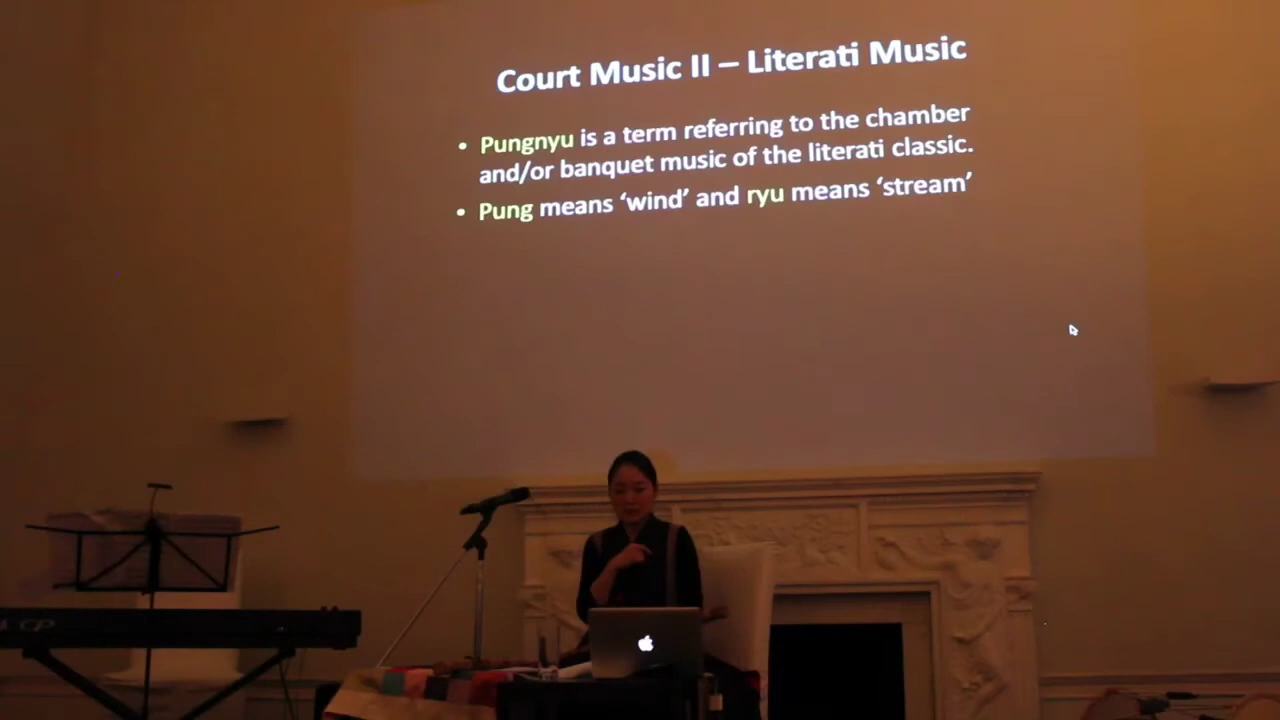 Court Music II – Literati Music
• Pungnyu is a term referring to the chamber
and/or banquet music of the literati classic.
• Pung means ‘wind’ and ryu means ‘stream’
CP